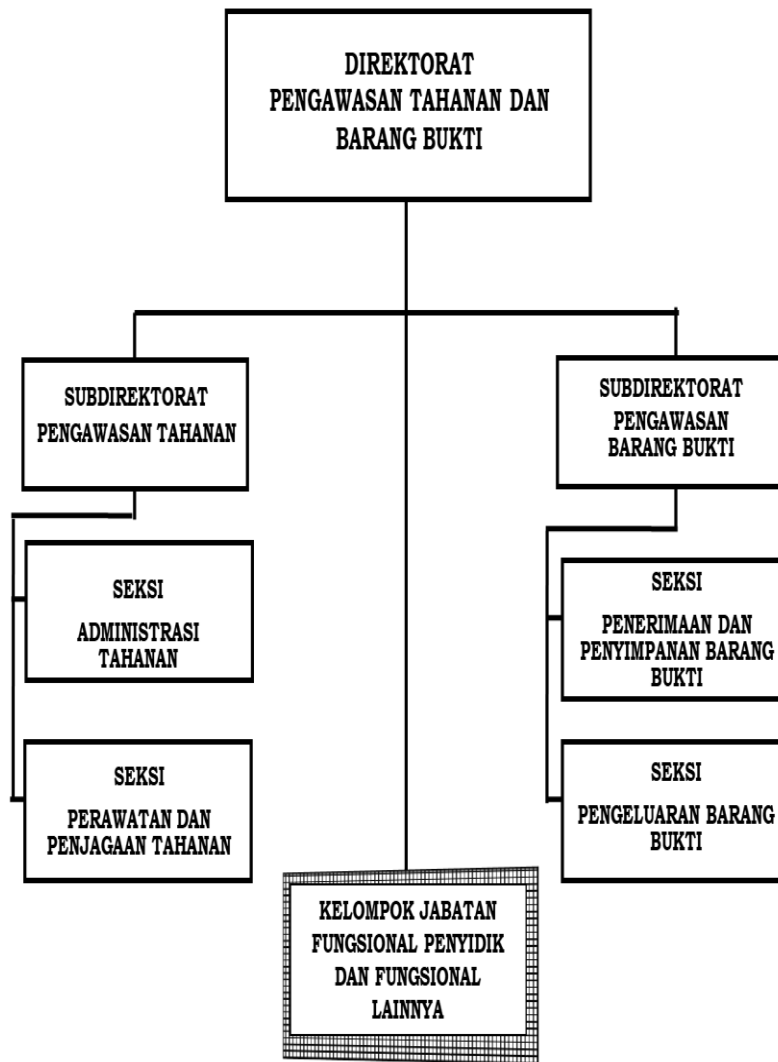 DIREKTORAT
PENGAWASAN TAHANAN DAN
BARANG BUKTI
SUBDIREKTORAT
PENGAWASAN TAHANAN
SUBDIREKTORAT
PENGAWASAN
BARANG BUKTI
SEKSI
ADMINISTRASI
TAHANAN
SEKSI
PENERIMAAN DAN
PENYIMPANAN BARANG
BUKTI
SEKSI
PERAWATAN DAN
PENJAGAAN TAHANAN
SEKSI
PENGELUARAN BARANG
BUKTI
KELOMPOK JABATAN
FUNGSIONAL PENYIDIK
DAN FUNGSIONAL
LAINNYA